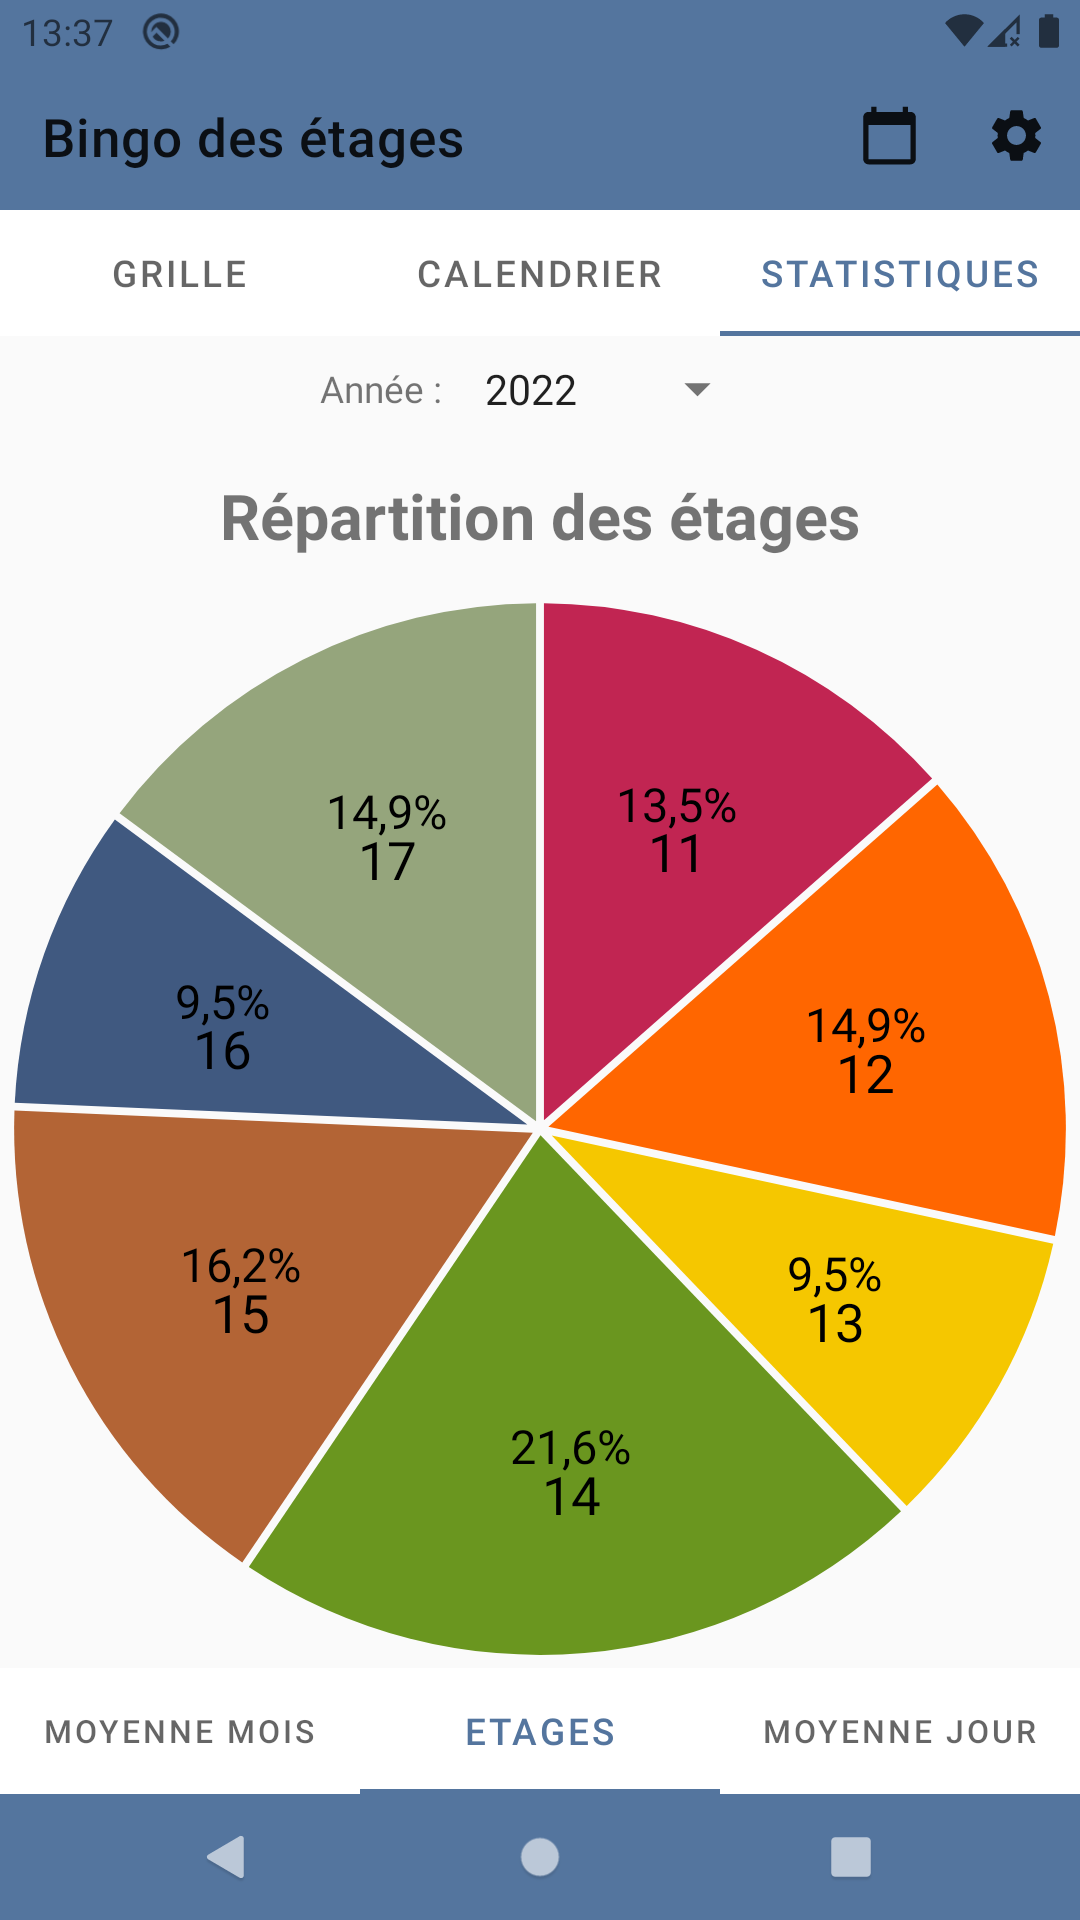 13:37
Bingo des étages
GRILLE
CALENDRIER
STATISTIQUES
Année :
2022
Répartition des étages
14,9%
17
13,5%
11
9,5%
16
14,9%
12
16,2%
15
9,5%
13
21,6%
14
MOYENNE MOIS
ETAGES
MOYENNE JOUR